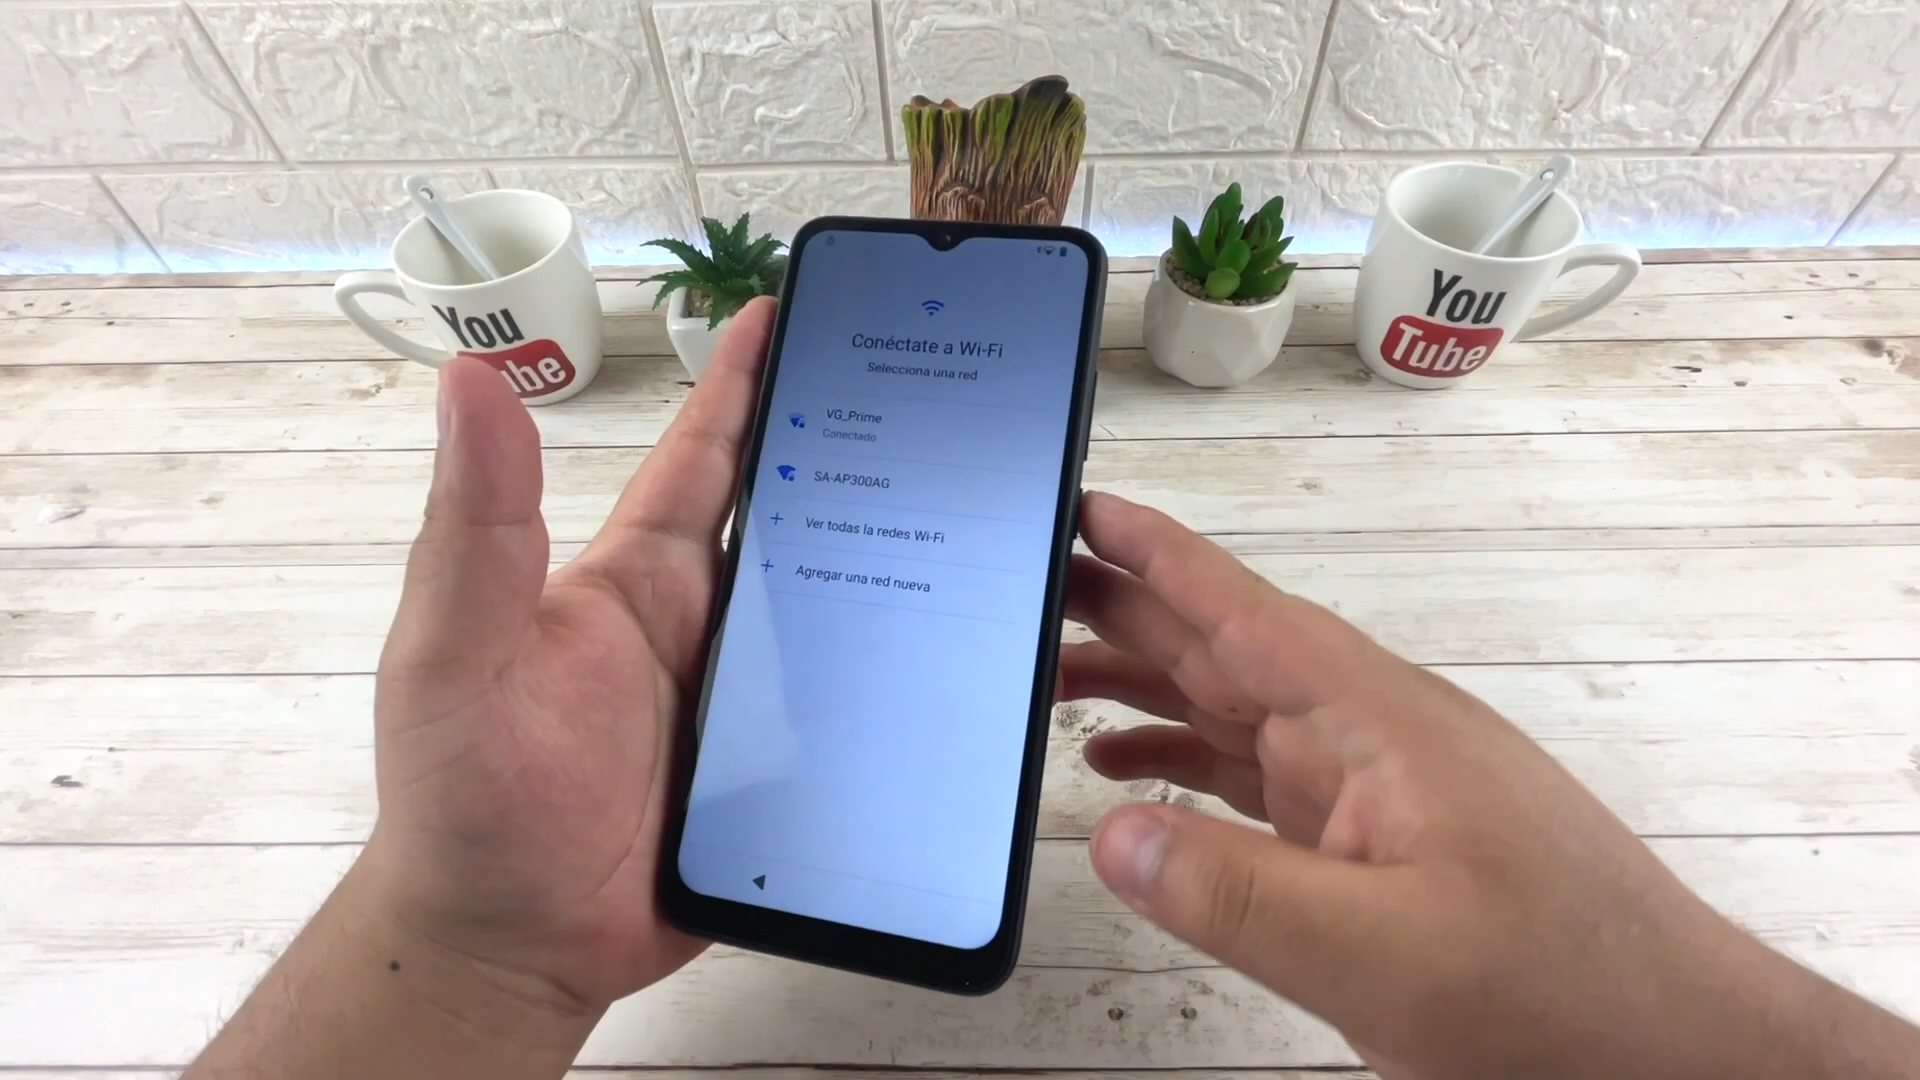 You
Tube
You
Tube
Conéctate a Wi-Fi
Selecciona una red
VG_Prime
Conectado
SA-AP300AG
Ver todas la redes Wi-Fi
Agregar una red nueva